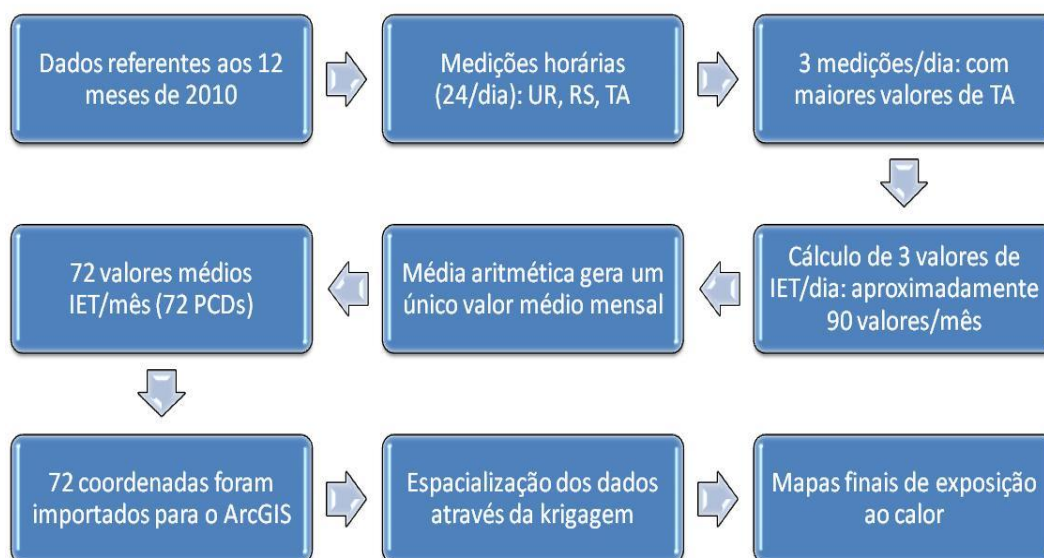 Dados referentes aos 12
meses de 2010
Medições horárias
(24/dia): UR, RS, TA
3 medições/dia: com
maiores valores de TA
Cálculo de 3 valores de
IET/dia: aproximadamente
90 valores/mês
Média aritmética gera um
único valor médio mensal
72 valores médios
IET/mês (72 PCDs)
72 coordenadas foram
importados para o ArcGIS
Espacialização dos dados
através da krigagem
Mapas finais de exposição
ao calor